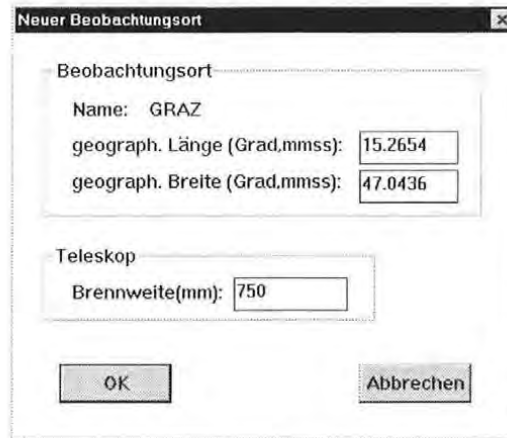 Neuer Beobachtungsort
Beobachtungsort
Name: GRAZ
geograph. Länge (Grad,mmss): 15.2654
geograph. Breite (Grad,mmss): 47.0436
Teleskop
Brennweite(mm): 750
OK Abbrechen